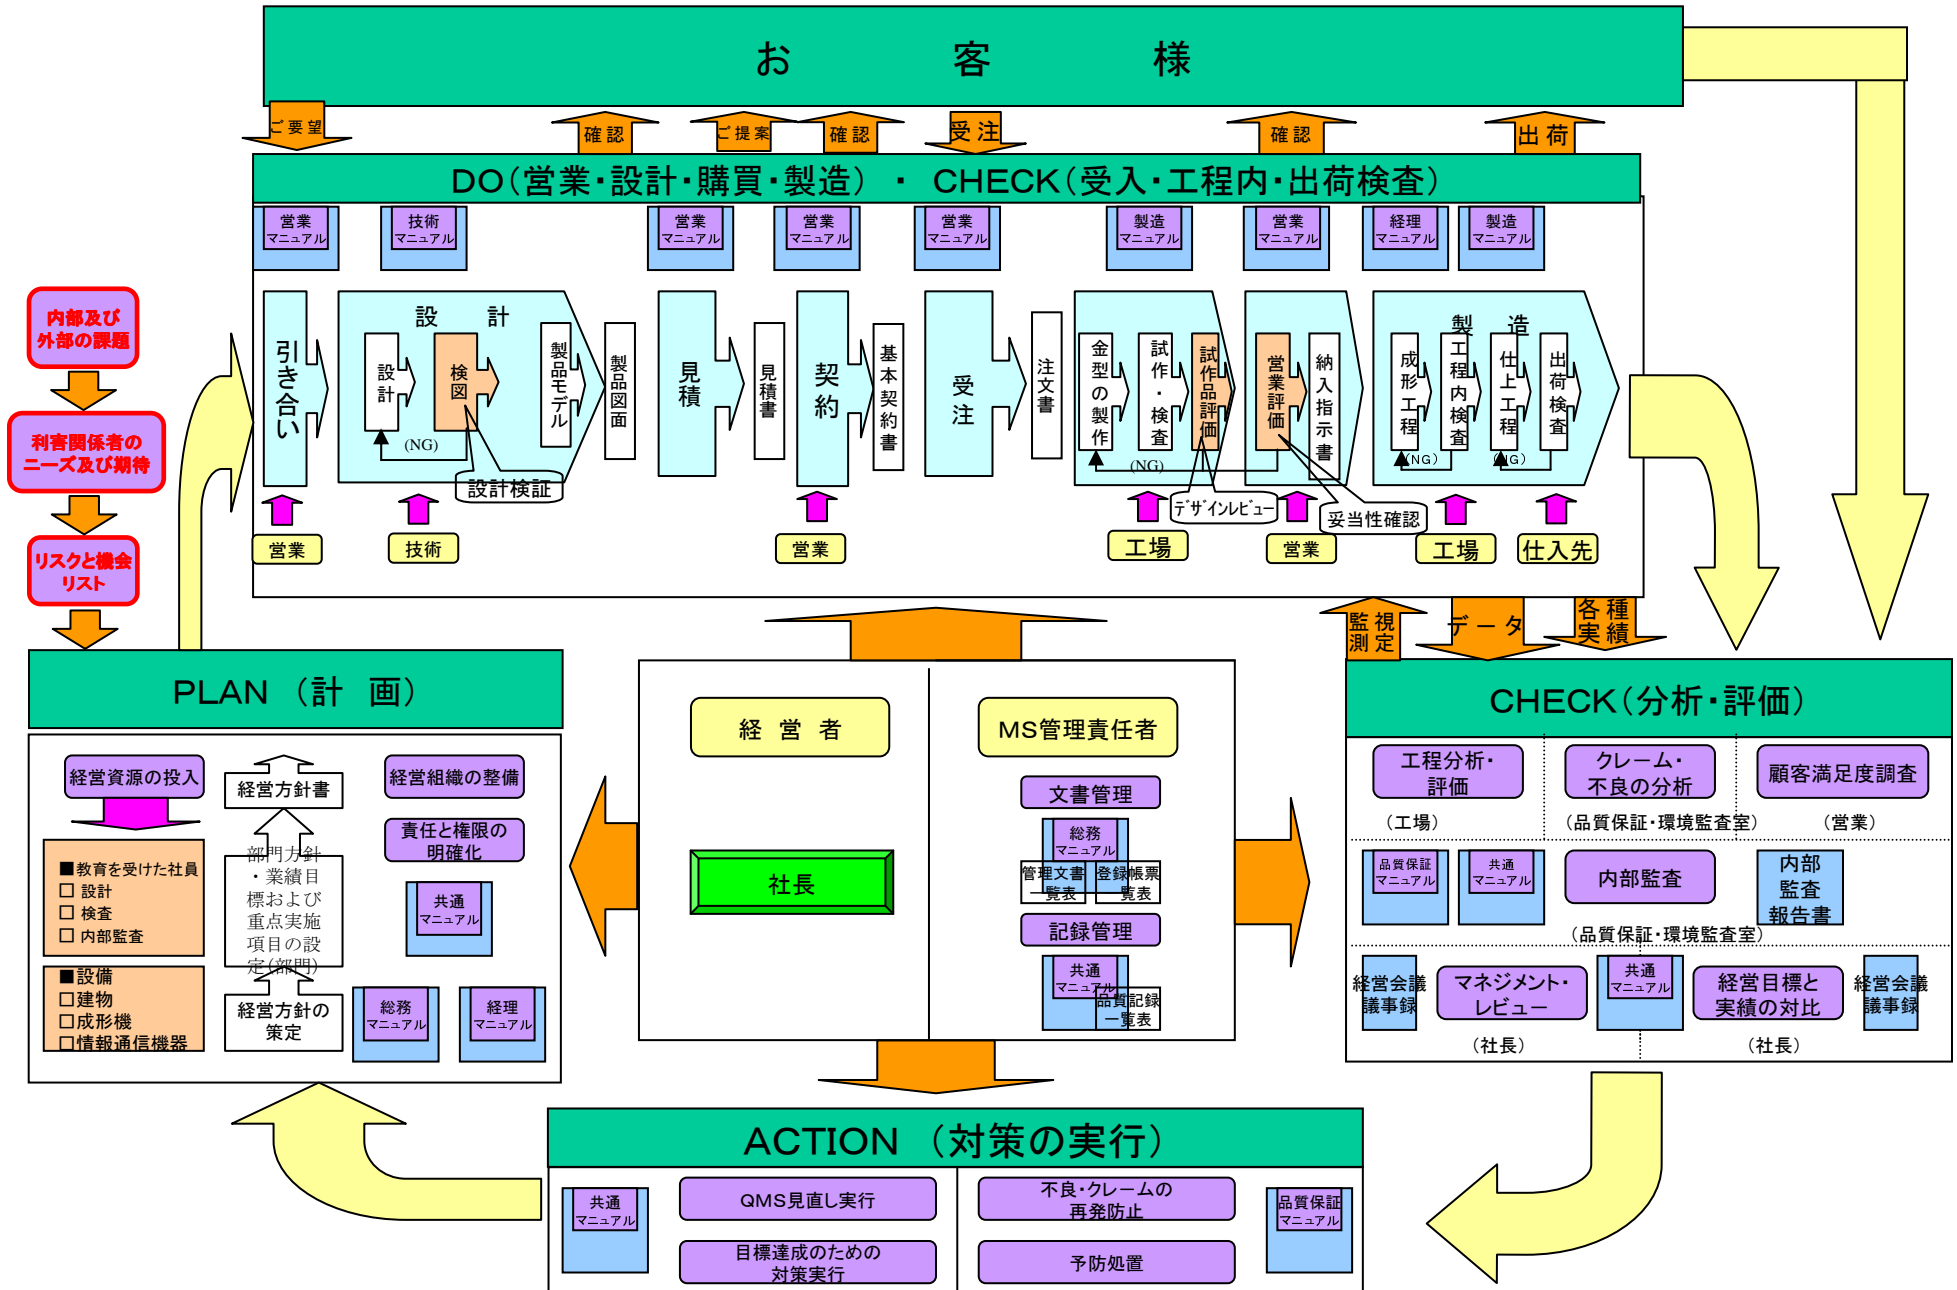 お 客 様
ご要望
確認
ご提案
確認
受注
確認
出荷
DO(営業・設計・購買・製造) ・ CHECK(受入・工程内・出荷検査)
営業
マニュアル
技術
マニュアル
営業
マニュアル
営業
マニュアル
営業
マニュアル
製造
マニュアル
営業
マニュアル
経理
マニュアル
製造
マニュアル
引き合い
設 計
設計
検図
(NG)
設計検証
製品モデル
製品図面
見積
見積書
契約
基本契約書
受注
注文書
金型の製作
試作・検査
試作品評価
(NG)
デザインレビュー
営業評価
納入指示書
妥当性確認
製 造
成形工程
工程内検査
仕上工程
出荷検査
(NG)
(NG)
営業
技術
営業
工場
営業
工場
仕入先
内部及び
外部の課題
利害関係者の
ニーズ及び期待
リスクと機会
リスト
監視
測定
データ
各種
実績
PLAN (計 画)
経営資源の投入
■教育を受けた社員
□ 設計
□ 検査
□ 内部監査
■設備
□建物
□成形機
□情報通信機器
経営方針書
部門方針
・業績目
標および
重点実施
項目の設
定(部門)
経営方針の
策定
経営組織の整備
責任と権限の
明確化
共通
マニュアル
総務
マニュアル
経理
マニュアル
経 営 者
社長
MS管理責任者
文書管理
総務
マニュアル
管理文書
一覧表
登録帳票
一覧表
記録管理
共通
マニュアル
品質記録
一覧表
CHECK(分析・評価)
工程分析・
評価
(工場)
クレーム・
不良の分析
(品質保証・環境監査室)
顧客満足度調査
(営業)
品質保証
マニュアル
共通
マニュアル
内部監査
内部
監査
報告書
(品質保証・環境監査室)
経営会議
議事録
マネジメント・
レビュー
(社長)
共通
マニュアル
経営目標と
実績の対比
(社長)
経営会議
議事録
ACTION (対策の実行)
共通
マニュアル
QMS見直し実行
目標達成のための
対策実行
不良・クレームの
再発防止
予防処置
品質保証
マニュアル